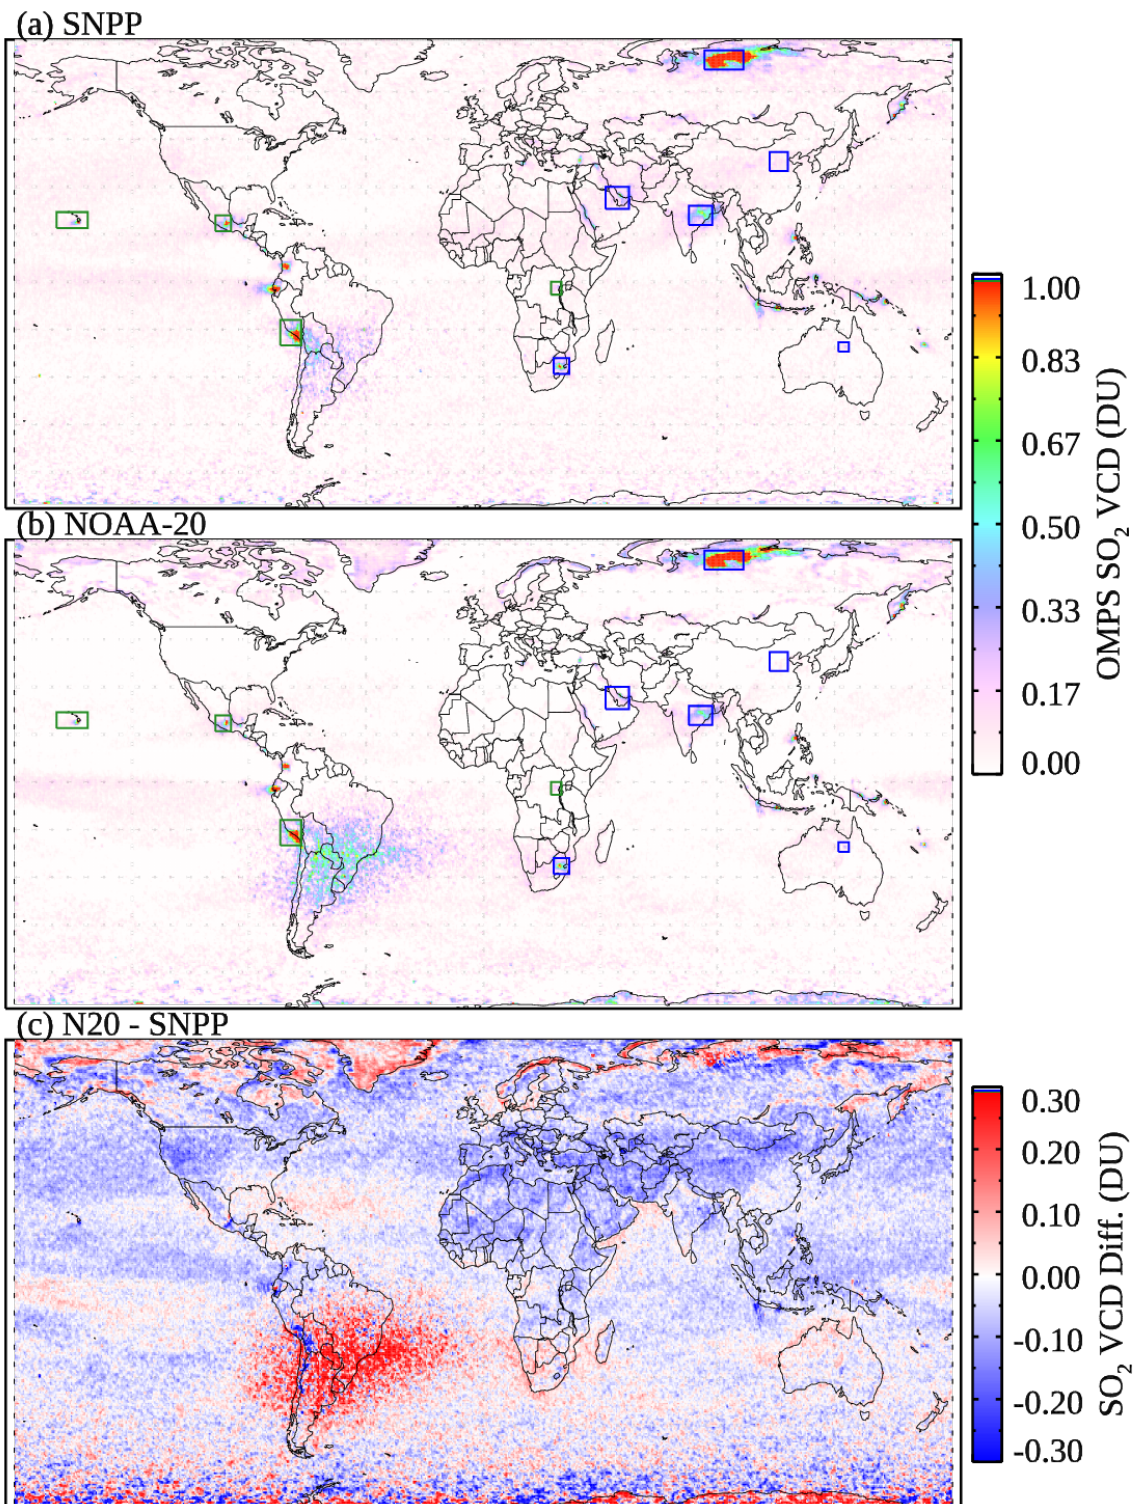 (a) SNPP
(b) NOAA-20
1.00
0.83
0.67
0.50
0.33
0.17
0.00
OMPS SO₂ VCD (DU)
(c) N20 - SNPP
0.30
0.20
0.10
0.00
-0.10
-0.20
-0.30
SO₂ VCD Diff. (DU)